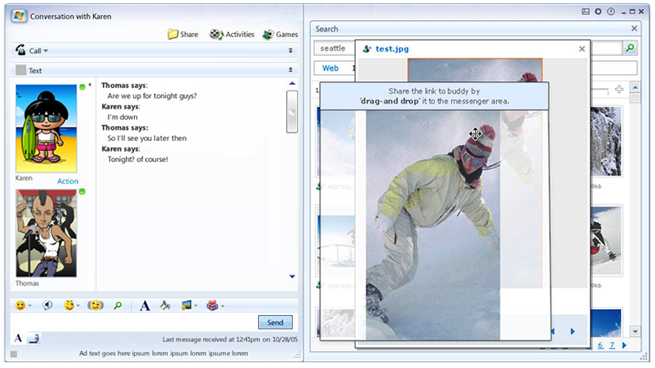 Conversation with Karen
Share
Activities
Games
Call
Text
Thomas says:
Are we up for tonight guys?
Karen says:
I'm down
Thomas says:
So I'll see you later then
Karen says:
Tonight? of course!
Karen
Action
Thomas
A
Send
A
Last message received at 12:41pm on 10/28/05
Ad text goes here ipsum lorem ipsum lorem ipsume lorem
Search
seattle
test.jpg
Web
Share the link to buddy by
'drag-and drop' it to the messenger area.
6 7